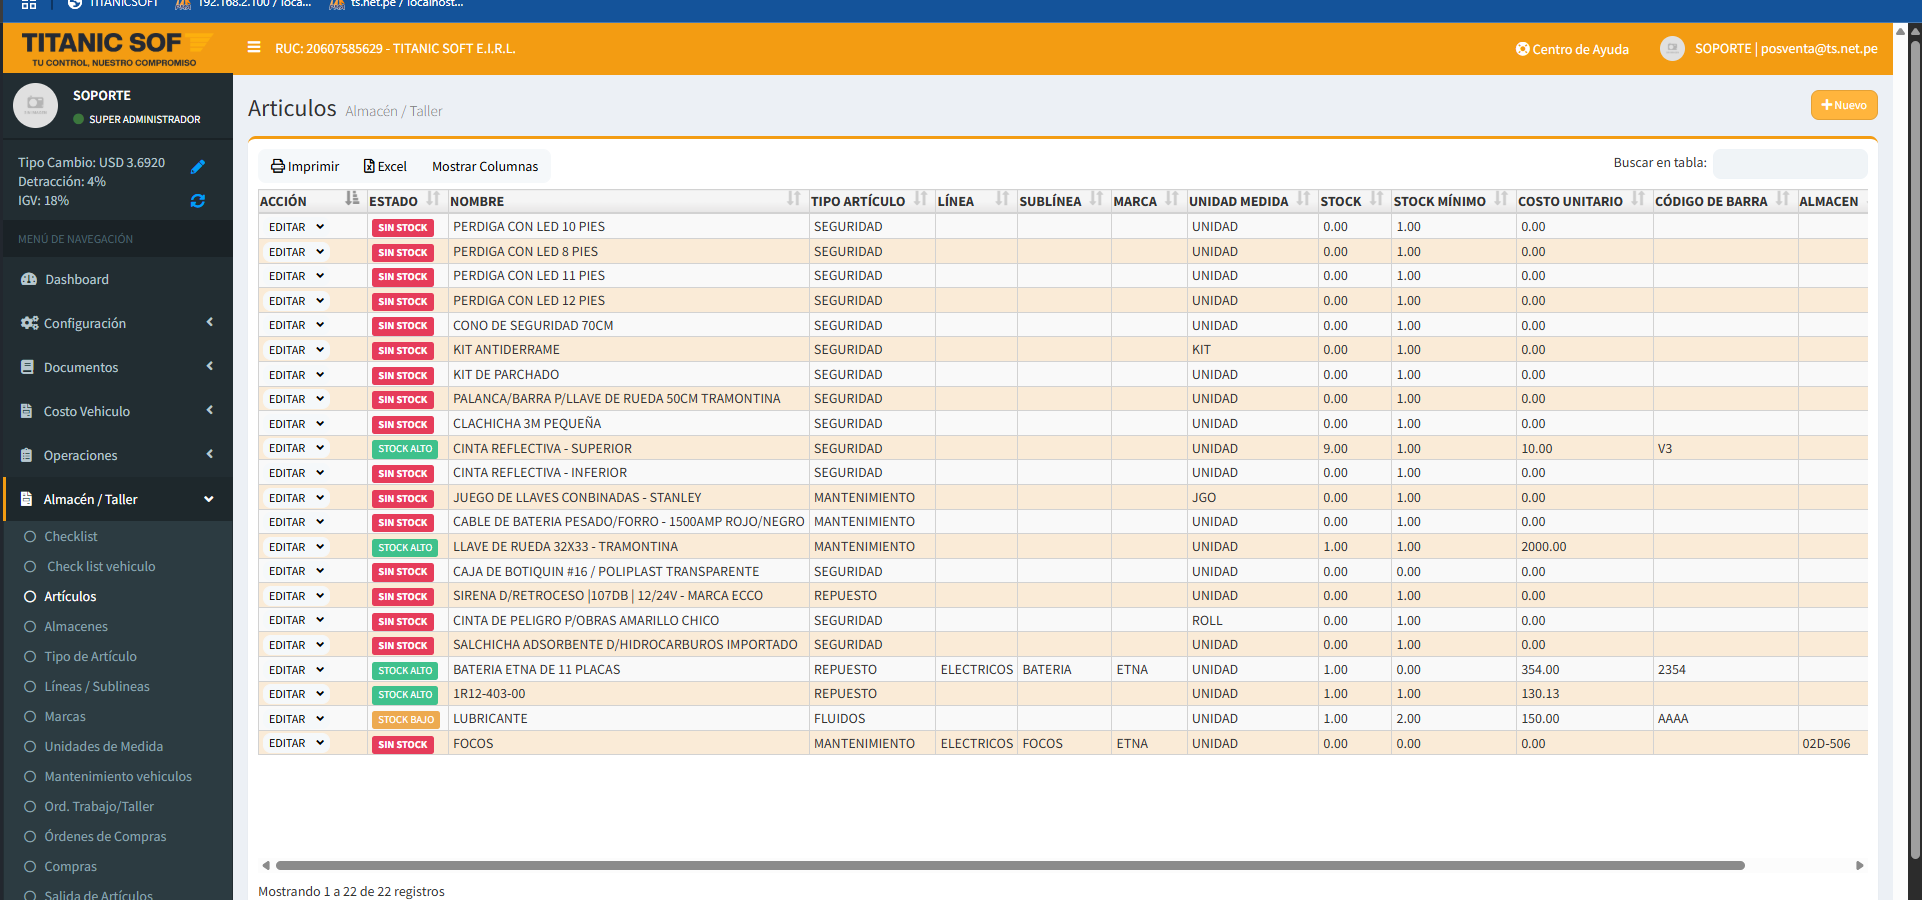 TITANICSOFT 192.168.2.100 / loca... ts.net.pe / localhost...
TITANIC SOF
TU CONTROL, NUESTRO COMPROMISO
RUC: 20607585629 - TITANIC SOFT E.I.R.L.
Centro de Ayuda
SOPORTE | posventa@ts.net.pe
SOPORTE
SUPER ADMINISTRADOR
Tipo Cambio: USD 3.6920
Detracción: 4%
IGV: 18%
MENÚ DE NAVEGACIÓN
Dashboard
Configuración
Documentos
Costo Vehiculo
Operaciones
Almacén / Taller
Checklist
Check list vehiculo
Artículos
Almacenes
Tipo de Artículo
Líneas / Sublineas
Marcas
Unidades de Medida
Mantenimiento vehiculos
Ord. Trabajo/Taller
Órdenes de Compras
Compras
Salida de Artículos
Articulos Almacén / Taller
Nuevo
Imprimir Excel Mostrar Columnas
Buscar en tabla:
ACCIÓN ESTADO NOMBRE TIPO ARTÍCULO LÍNEA SUBLÍNEA MARCA UNIDAD MEDIDA STOCK STOCK MÍNIMO COSTO UNITARIO CÓDIGO DE BARRA ALMACEN
EDITAR SIN STOCK PERDIGA CON LED 10 PIES SEGURIDAD UNIDAD 0.00 1.00 0.00
EDITAR SIN STOCK PERDIGA CON LED 8 PIES SEGURIDAD UNIDAD 0.00 1.00 0.00
EDITAR SIN STOCK PERDIGA CON LED 11 PIES SEGURIDAD UNIDAD 0.00 1.00 0.00
EDITAR SIN STOCK PERDIGA CON LED 12 PIES SEGURIDAD UNIDAD 0.00 1.00 0.00
EDITAR SIN STOCK CONO DE SEGURIDAD 70CM SEGURIDAD UNIDAD 0.00 1.00 0.00
EDITAR SIN STOCK KIT ANTIDERRAME SEGURIDAD KIT 0.00 1.00 0.00
EDITAR SIN STOCK KIT DE PARCHADO SEGURIDAD UNIDAD 0.00 1.00 0.00
EDITAR SIN STOCK PALANCA/BARRA P/LLAVE DE RUEDA 50CM TRAMONTINA SEGURIDAD UNIDAD 0.00 1.00 0.00
EDITAR SIN STOCK CLACHICHA 3M PEQUEÑA SEGURIDAD UNIDAD 0.00 1.00 0.00
EDITAR STOCK ALTO CINTA REFLECTIVA - SUPERIOR SEGURIDAD UNIDAD 9.00 1.00 10.00 V3
EDITAR SIN STOCK CINTA REFLECTIVA - INFERIOR SEGURIDAD UNIDAD 0.00 1.00 0.00
EDITAR SIN STOCK JUEGO DE LLAVES CONBINADAS - STANLEY MANTENIMIENTO JGO 0.00 1.00 0.00
EDITAR SIN STOCK CABLE DE BATERIA PESADO/FORRO - 1500AMP ROJO/NEGRO MANTENIMIENTO UNIDAD 0.00 1.00 0.00
EDITAR STOCK ALTO LLAVE DE RUEDA 32X33 - TRAMONTINA MANTENIMIENTO UNIDAD 1.00 1.00 2000.00
EDITAR SIN STOCK CAJA DE BOTIQUIN #16 / POLIPLAST TRANSPARENTE SEGURIDAD UNIDAD 0.00 0.00 0.00
EDITAR SIN STOCK SIRENA D/RETROCESO |107DB | 12/24V - MARCA ECCO REPUESTO UNIDAD 0.00 1.00 0.00
EDITAR SIN STOCK CINTA DE PELIGRO P/OBRAS AMARILLO CHICO SEGURIDAD ROLL 0.00 1.00 0.00
EDITAR SIN STOCK SALCHICHA ADSORBENTE D/HIDROCARBUROS IMPORTADO SEGURIDAD UNIDAD 0.00 1.00 0.00
EDITAR STOCK ALTO BATERIA ETNA DE 11 PLACAS REPUESTO ELECTRICOS BATERIA ETNA UNIDAD 1.00 0.00 354.00 2354
EDITAR STOCK ALTO 1R12-403-00 REPUESTO UNIDAD 1.00 1.00 130.13
EDITAR STOCK BAJO LUBRICANTE FLUIDOS UNIDAD 1.00 2.00 150.00 AAAA
EDITAR SIN STOCK FOCOS MANTENIMIENTO ELECTRICOS FOCOS ETNA UNIDAD 0.00 0.00 0.00 02D-506
Mostrando 1 a 22 de 22 registros